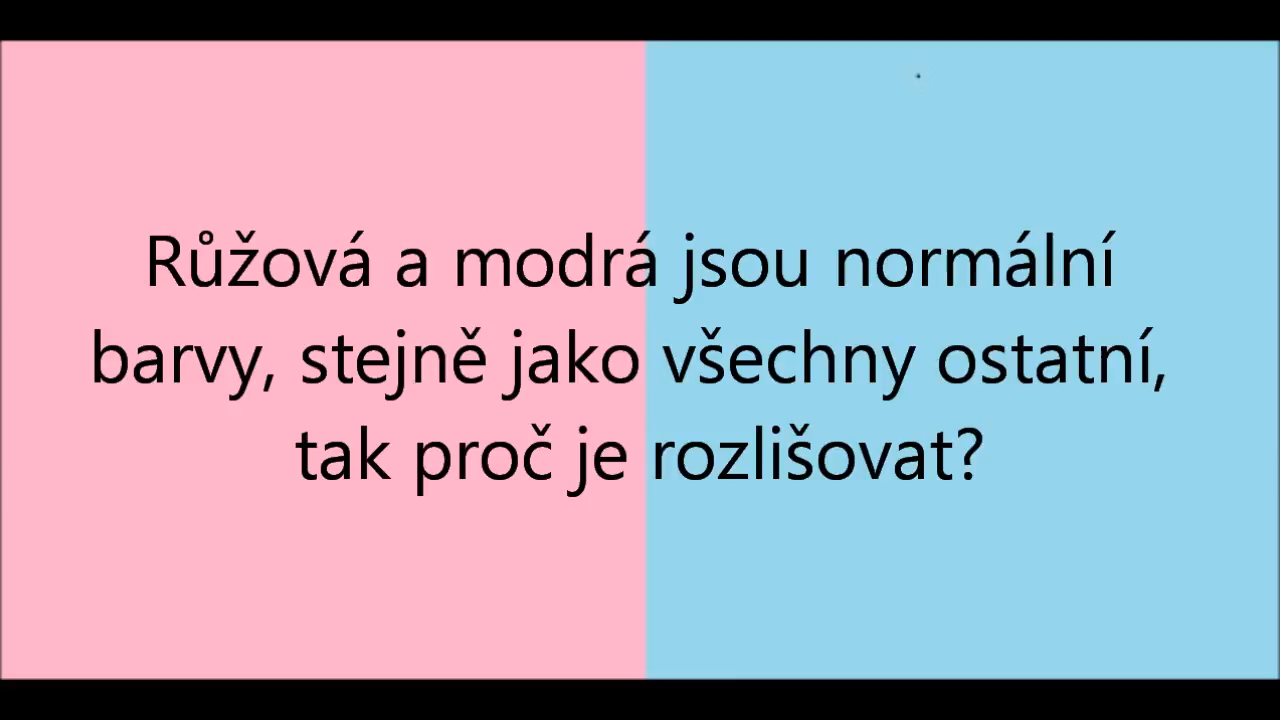 Růžová a modrá jsou normální
barvy, stejně jako všechny ostatní,
tak proč je rozlišovat?